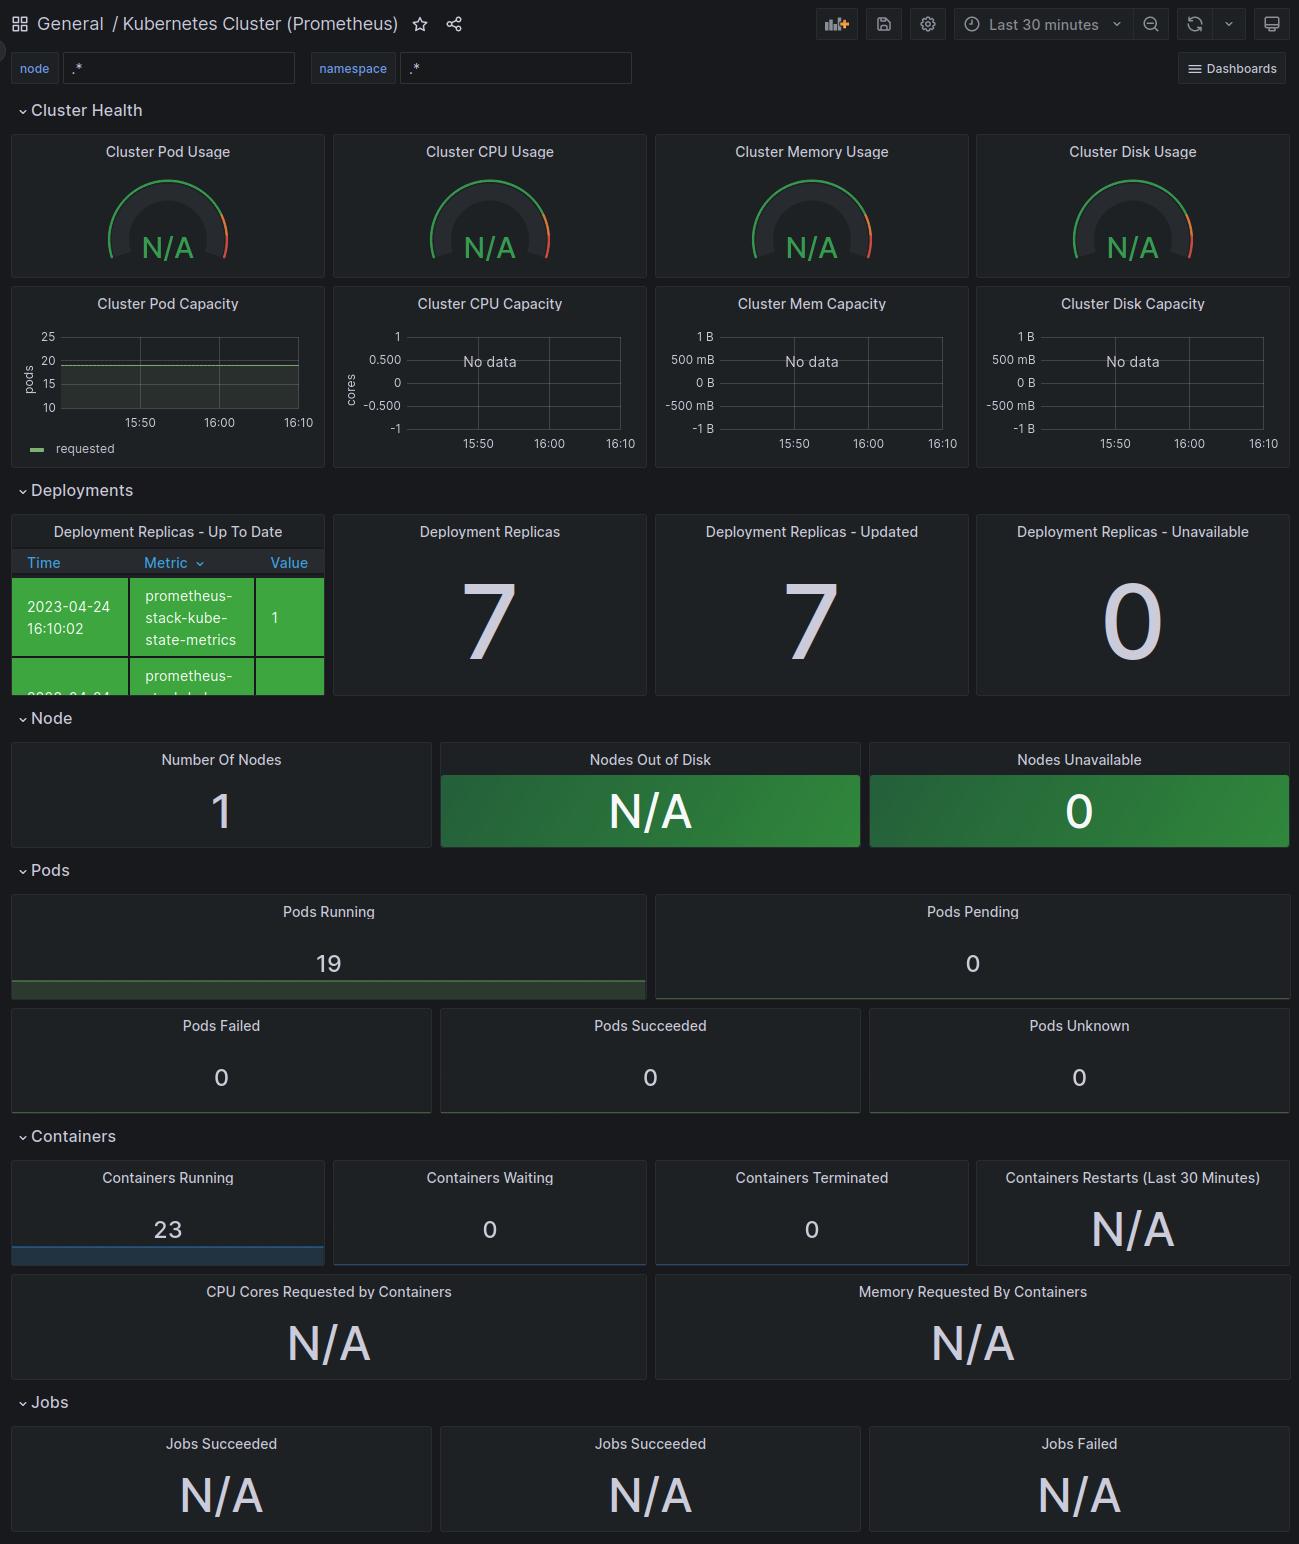 General / Kubernetes Cluster (Prometheus)
Last 30 minutes
node .* namespace .*
Dashboards
Cluster Health
Cluster Pod Usage
N/A
Cluster CPU Usage
N/A
Cluster Memory Usage
N/A
Cluster Disk Usage
N/A
Cluster Pod Capacity
pods
25
20
15
10
15:50 16:00 16:10
requested
Cluster CPU Capacity
cores
1
0.500
0
-0.500
-1
No data
15:50 16:00 16:10
Cluster Mem Capacity
1 B
500 mB
0 B
-500 mB
-1 B
No data
15:50 16:00 16:10
Cluster Disk Capacity
1 B
500 mB
0 B
-500 mB
-1 B
No data
15:50 16:00 16:10
Deployments
Deployment Replicas - Up To Date
Time Metric Value
2023-04-24
16:10:02
prometheus-
stack-kube-
state-metrics
1
prometheus-
Deployment Replicas
7
Deployment Replicas - Updated
7
Deployment Replicas - Unavailable
0
Node
Number Of Nodes
1
Nodes Out of Disk
N/A
Nodes Unavailable
0
Pods
Pods Running
19
Pods Pending
0
Pods Failed
0
Pods Succeeded
0
Pods Unknown
0
Containers
Containers Running
23
Containers Waiting
0
Containers Terminated
0
Containers Restarts (Last 30 Minutes)
N/A
CPU Cores Requested by Containers
N/A
Memory Requested By Containers
N/A
Jobs
Jobs Succeeded
N/A
Jobs Succeeded
N/A
Jobs Failed
N/A